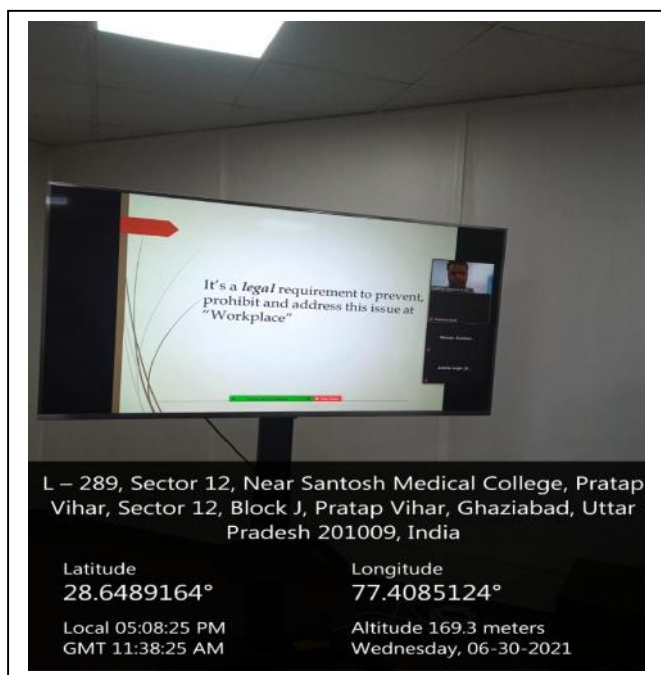 It's a legal requirement to prevent,
prohibit and address this issue at
"Workplace"
L – 289, Sector 12, Near Santosh Medical College, Pratap
Vihar, Sector 12, Block J, Pratap Vihar, Ghaziabad, Uttar
Pradesh 201009, India
Latitude
28.6489164°
Longitude
77.4085124°
Local 05:08:25 PM
GMT 11:38:25 AM
Altitude 169.3 meters
Wednesday, 06-30-2021